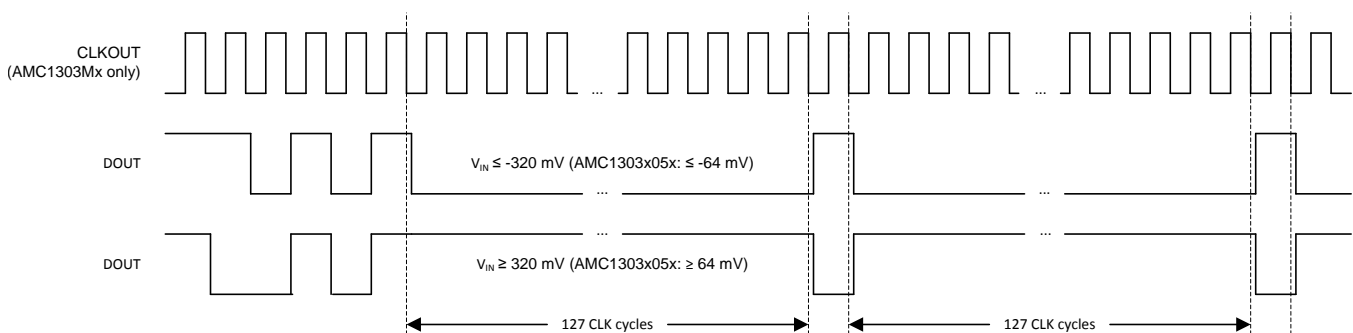 CLKOUT
(AMC1303Mx only)
...
...
DOUT
VIN ≤ -320 mV (AMC1303x05x: ≤ -64 mV)
...
...
DOUT
VIN ≥ 320 mV (AMC1303x05x: ≥ 64 mV)
...
...
127 CLK cycles
127 CLK cycles